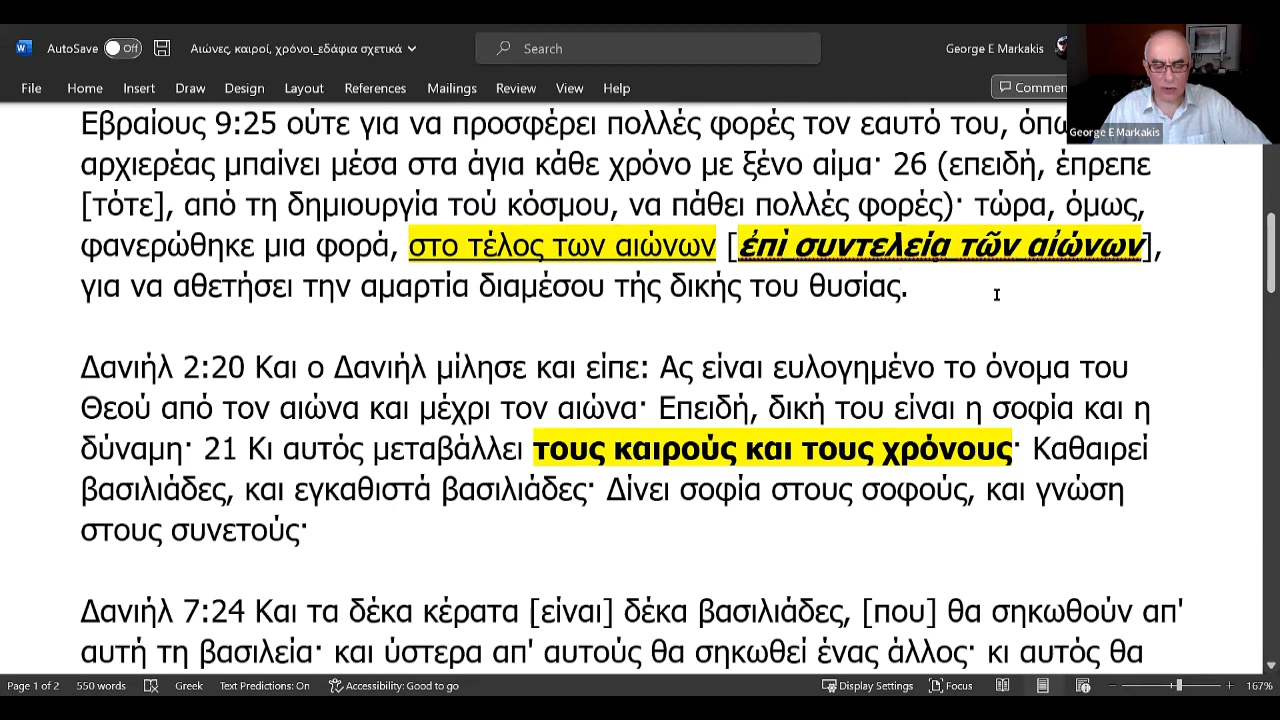 AutoSave Off Αιώνες, καιροί, χρόνοι_εδάφια σχετικά Search George E Markakis
File Home Insert Draw Design Layout References Mailings Review View Help
George E Markakis
Εβραίους 9:25 ούτε για να προσφέρει πολλές φορές τον εαυτό του,
αρχιερέας μπαίνει μέσα στα άγια κάθε χρόνο με ξένο αίμα· 26 (επειδή, έπρεπε
[τότε], από τη δημιουργία τού κόσμου, να πάθει πολλές φορές)· τώρα, όμως,
φανερώθηκε μια φορά, στο τέλος των αιώνων [ἐπὶ συντελείᾳ τῶν αἰώνων],
για να αθετήσει την αμαρτία διαμέσου τής δικής του θυσίας.
Δανιήλ 2:20 Και ο Δανιήλ μίλησε και είπε: Ας είναι ευλογημένο το όνομα του
Θεού από τον αιώνα και μέχρι τον αιώνα· Επειδή, δική του είναι η σοφία και η
δύναμη· 21 Κι αυτός μεταβάλλει τους καιρούς και τους χρόνους· Καθαιρεί
βασιλιάδες, και εγκαθιστά βασιλιάδες· Δίνει σοφία στους σοφούς, και γνώση
στους συνετούς·
Δανιήλ 7:24 Και τα δέκα κέρατα [είναι] δέκα βασιλιάδες, [που] θα σηκωθούν απ'
αυτή τη βασιλεία· και ύστερα απ' αυτούς θα σηκωθεί ένας άλλος· κι αυτός θα
Page 1 of 2 550 words Greek Text Predictions: On Accessibility: Good to go Display Settings Focus 167%